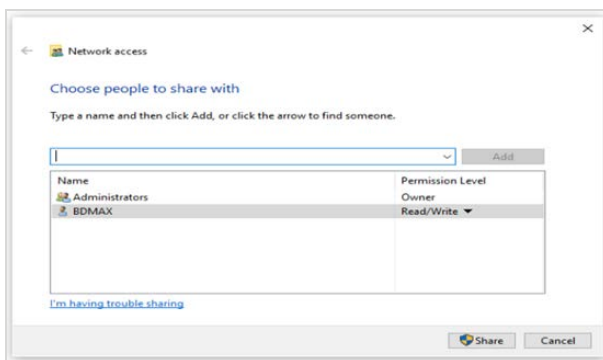 Network access
Choose people to share with
Type a name and then click Add, or click the arrow to find someone.
Add
Name Permission Level
Administrators Owner
BDMAX Read/Write
I'm having trouble sharing
Share Cancel